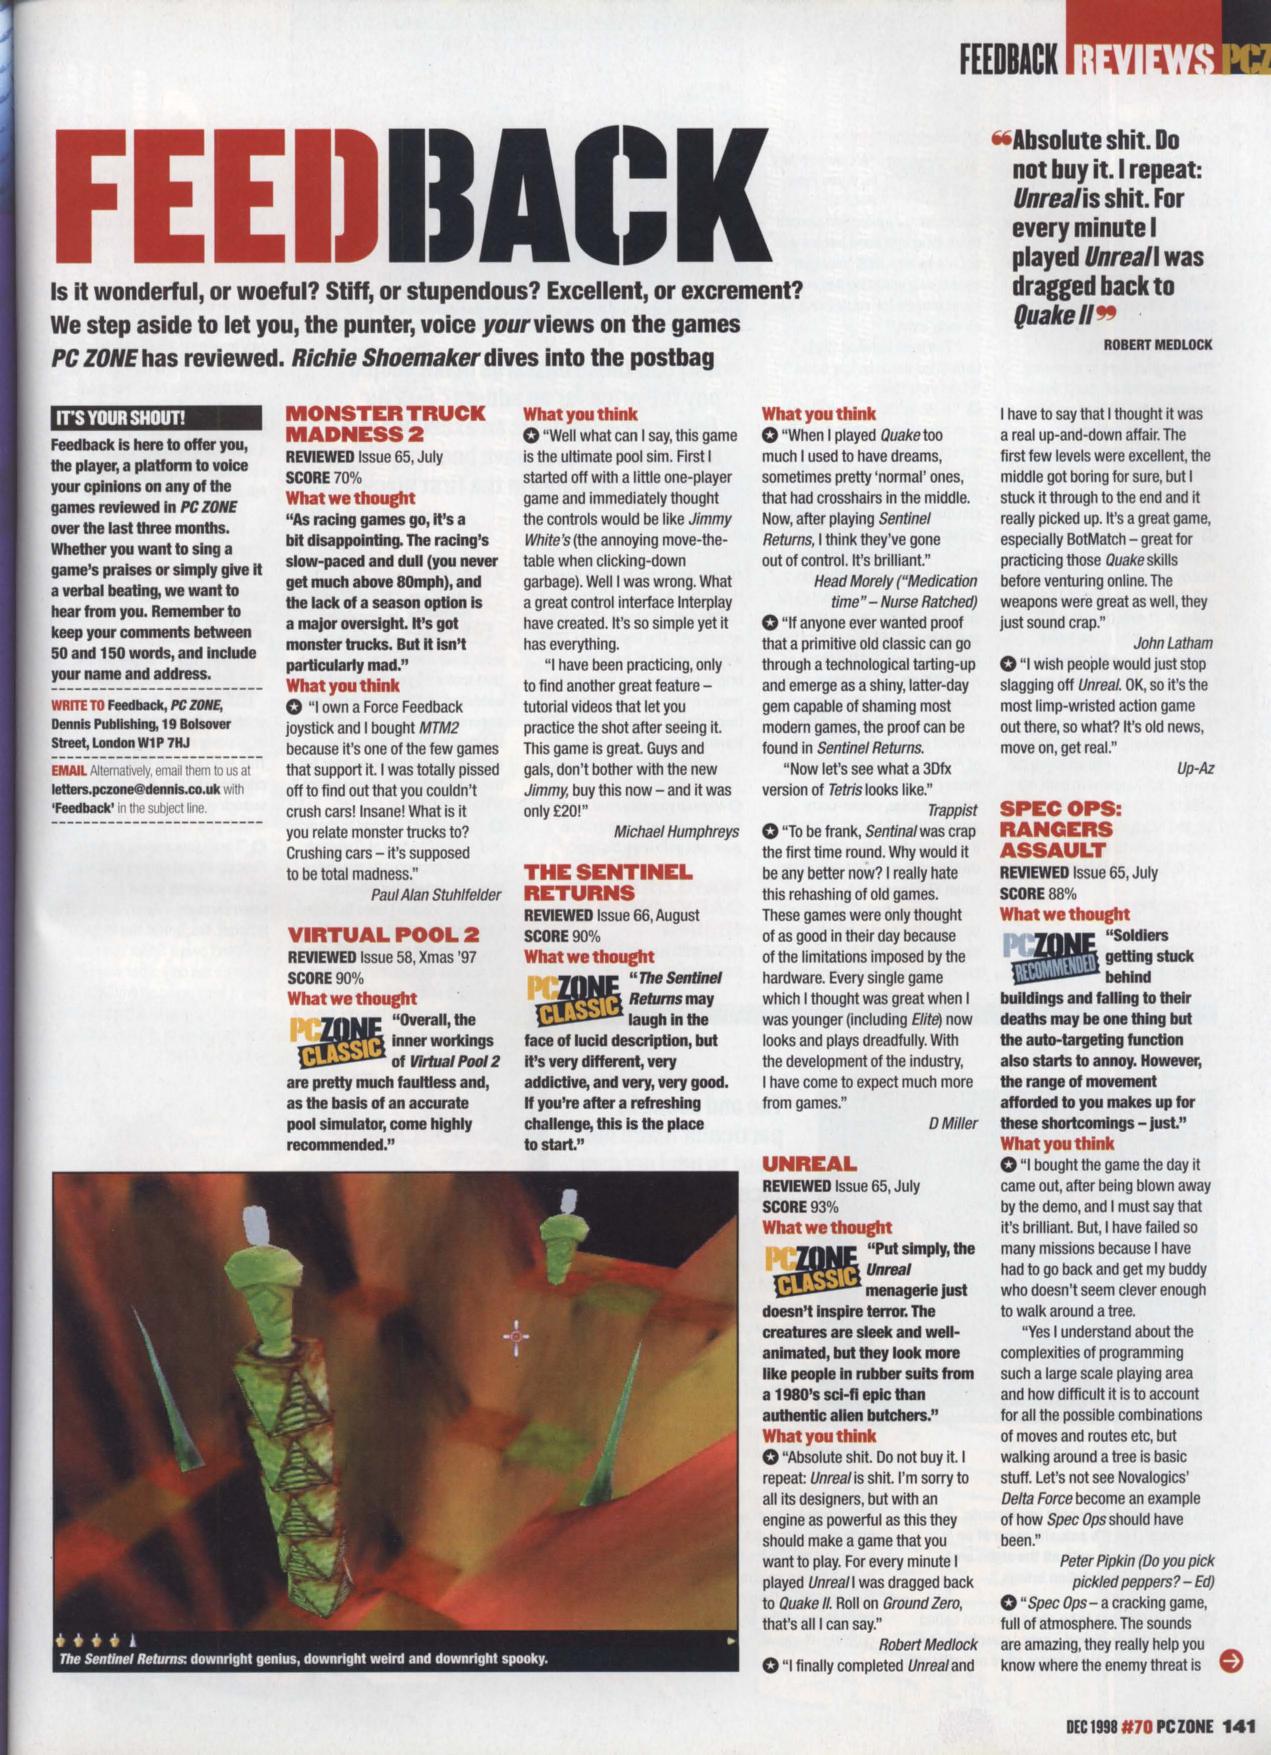 FEEDBACK REVIEWS PCZ
FEEDBACK
Is it wonderful, or woeful? Stiff, or stupendous? Excellent, or excrement?
We step aside to let you, the punter, voice your views on the games
PC ZONE has reviewed. Richie Shoemaker dives into the postbag
“Absolute shit. Do
not buy it. I repeat:
Unreal is shit. For
every minute I
played Unreal I was
dragged back to
Quake II”
ROBERT MEDLOCK
IT'S YOUR SHOUT!
Feedback is here to offer you,
the player, a platform to voice
your opinions on any of the
games reviewed in PC ZONE
over the last three months.
Whether you want to sing a
game's praises or simply give it
a verbal beating, we want to
hear from you. Remember to
keep your comments between
50 and 150 words, and include
your name and address.
WRITE TO Feedback, PC ZONE,
Dennis Publishing, 19 Bolsover
Street, London W1P 7HJ
EMAIL Alternatively, email them to us at
letters.pczone@dennis.co.uk with
'Feedback' in the subject line.
MONSTER TRUCK
MADNESS 2
REVIEWED Issue 65, July
SCORE 70%
What we thought
“As racing games go, it's a
bit disappointing. The racing's
slow-paced and dull (you never
get much above 80mph), and
the lack of a season option is
a major oversight. It's got
monster trucks. But it isn't
particularly mad.”
What you think
“I own a Force Feedback
joystick and I bought MTM2
because it's one of the few games
that support it. I was totally pissed
off to find out that you couldn't
crush cars! Insane! What is it
you relate monster trucks to?
Crushing cars – it's supposed
to be total madness.”
Paul Alan Stuhlfelder
VIRTUAL POOL 2
REVIEWED Issue 58, Xmas '97
SCORE 90%
What we thought
PCZONE CLASSIC
“Overall, the
inner workings
of Virtual Pool 2
are pretty much faultless and,
as the basis of an accurate
pool simulator, come highly
recommended.”
What you think
“Well what can I say, this game
is the ultimate pool sim. First I
started off with a little one-player
game and immediately thought
the controls would be like Jimmy
White's (the annoying move-the-
table when clicking-down
garbage). Well I was wrong. What
a great control interface Interplay
have created. It's so simple yet it
has everything.
“I have been practicing, only
to find another great feature –
tutorial videos that let you
practice the shot after seeing it.
This game is great. Guys and
gals, don't bother with the new
Jimmy, buy this now – and it was
only £20!”
Michael Humphreys
THE SENTINEL
RETURNS
REVIEWED Issue 66, August
SCORE 90%
What we thought
PCZONE CLASSIC
“The Sentinel
Returns may
laugh in the
face of lucid description, but
it's very different, very
addictive, and very, very good.
If you're after a refreshing
challenge, this is the place
to start.”
The Sentinel Returns: downright genius, downright weird and downright spooky.
What you think
“When I played Quake too
much I used to have dreams,
sometimes pretty 'normal' ones,
that had crosshairs in the middle.
Now, after playing Sentinel
Returns, I think they've gone
out of control. It's brilliant.”
Head Morely (“Medication
time” – Nurse Ratched)
“If anyone ever wanted proof
that a primitive old classic can go
through a technological tarting-up
and emerge as a shiny, latter-day
gem capable of shaming most
modern games, the proof can be
found in Sentinel Returns.
“Now let's see what a 3Dfx
version of Tetris looks like.”
Trappist
“To be frank, Sentinal was crap
the first time round. Why would it
be any better now? I really hate
this rehashing of old games.
These games were only thought
of as good in their day because
of the limitations imposed by the
hardware. Every single game
which I thought was great when I
was younger (including Elite) now
looks and plays dreadfully. With
the development of the industry,
I have come to expect much more
from games.”
D Miller
UNREAL
REVIEWED Issue 65, July
SCORE 93%
What we thought
PCZONE CLASSIC
“Put simply, the
Unreal
menagerie just
doesn't inspire terror. The
creatures are sleek and well-
animated, but they look more
like people in rubber suits from
a 1980's sci-fi epic than
authentic alien butchers.”
What you think
“Absolute shit. Do not buy it. I
repeat: Unreal is shit. I'm sorry to
all its designers, but with an
engine as powerful as this they
should make a game that you
want to play. For every minute I
played Unreal I was dragged back
to Quake II. Roll on Ground Zero,
that's all I can say.”
Robert Medlock
“I finally completed Unreal and
I have to say that I thought it was
a real up-and-down affair. The
first few levels were excellent, the
middle got boring for sure, but I
stuck it through to the end and it
really picked up. It's a great game,
especially BotMatch – great for
practicing those Quake skills
before venturing online. The
weapons were great as well, they
just sound crap.”
John Latham
“I wish people would just stop
slagging off Unreal. OK, so it's the
most limp-wristed action game
out there, so what? It's old news,
move on, get real.”
Up-Az
SPEC OPS:
RANGERS
ASSAULT
REVIEWED Issue 65, July
SCORE 88%
What we thought
PCZONE RECOMMENDED
“Soldiers
getting stuck
behind
buildings and falling to their
deaths may be one thing but
the auto-targeting function
also starts to annoy. However,
the range of movement
afforded to you makes up for
these shortcomings – just.”
What you think
“I bought the game the day it
came out, after being blown away
by the demo, and I must say that
it's brilliant. But, I have failed so
many missions because I have
had to go back and get my buddy
who doesn't seem clever enough
to walk around a tree.
“Yes I understand about the
complexities of programming
such a large scale playing area
and how difficult it is to account
for all the possible combinations
of moves and routes etc, but
walking around a tree is basic
stuff. Let's not see Novalogics'
Delta Force become an example
of how Spec Ops should have
been.”
Peter Pipkin (Do you pick
pickled peppers? – Ed)
“Spec Ops – a cracking game,
full of atmosphere. The sounds
are amazing, they really help you
know where the enemy threat is
DEC 1998 #70 PC ZONE 141